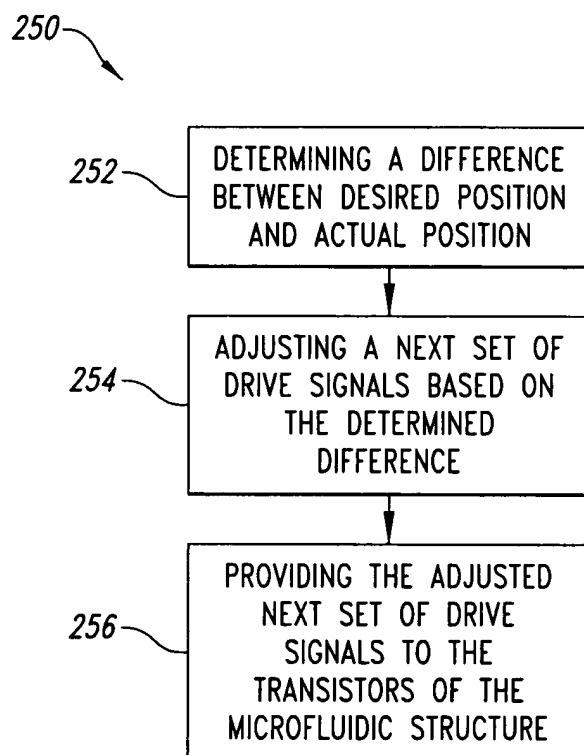 250
252
DETERMINING A DIFFERENCE
BETWEEN DESIRED POSITION
AND ACTUAL POSITION
254
ADJUSTING A NEXT SET OF
DRIVE SIGNALS BASED ON
THE DETERMINED
DIFFERENCE
256
PROVIDING THE ADJUSTED
NEXT SET OF DRIVE
SIGNALS TO THE
TRANSISTORS OF THE
MICROFLUIDIC STRUCTURE